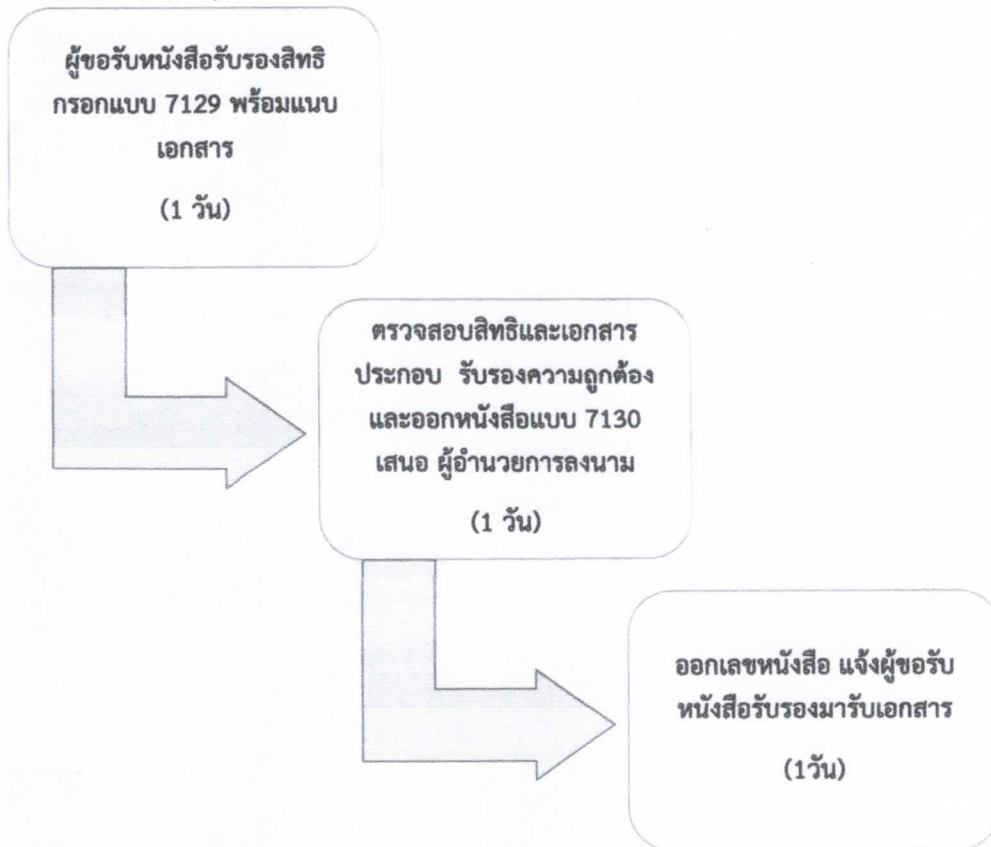 ผู้ขอรับหนังสือรับรองสิทธิ
กรอกแบบ 7129 พร้อมแนบ
เอกสาร
(1 วัน)
ตรวจสอบสิทธิและเอกสาร
ประกอบ รับรองความถูกต้อง
และออกหนังสือแบบ 7130
เสนอ ผู้อำนวยการลงนาม
(1 วัน)
ออกเลขหนังสือ แจ้งผู้ขอรับ
หนังสือรับรองมารับเอกสาร
(1วัน)